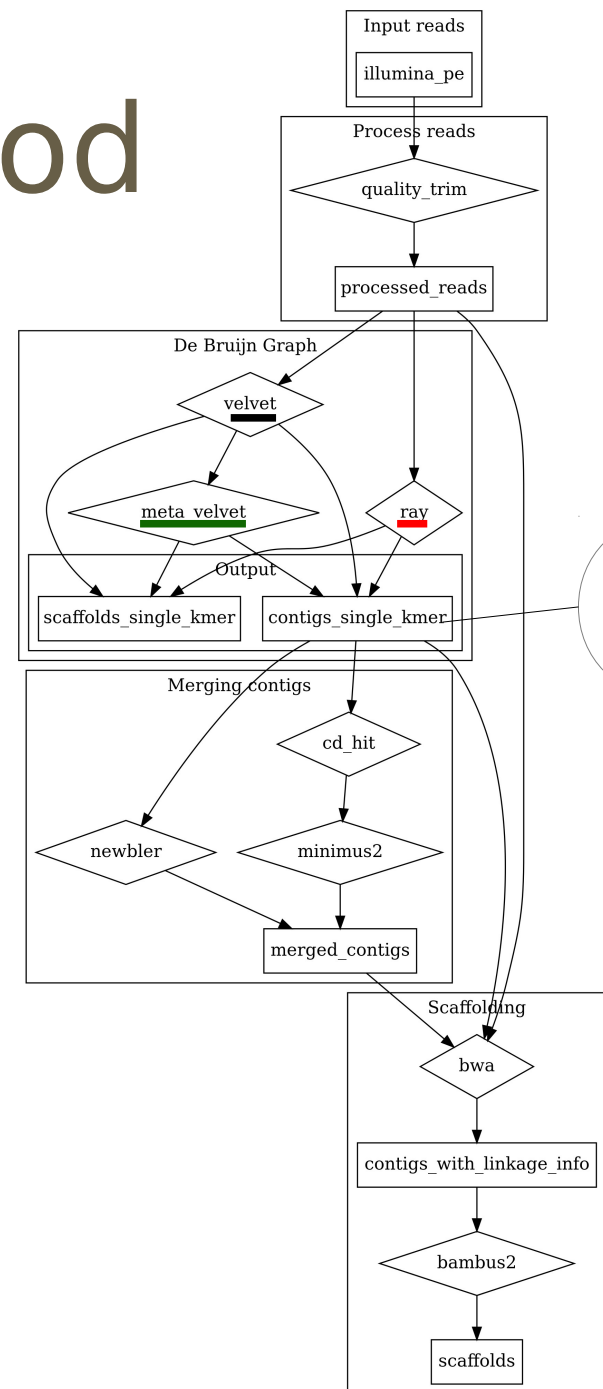 od
Input reads
illumina_pe
Process reads
quality_trim
processed_reads
De Bruijn Graph
velvet
meta_velvet
ray
Output
scaffolds_single_kmer
contigs_single_kmer
Merging contigs
cd_hit
newbler
minimus2
merged_contigs
Scaffolding
bwa
contigs_with_linkage_info
bambus2
scaffolds